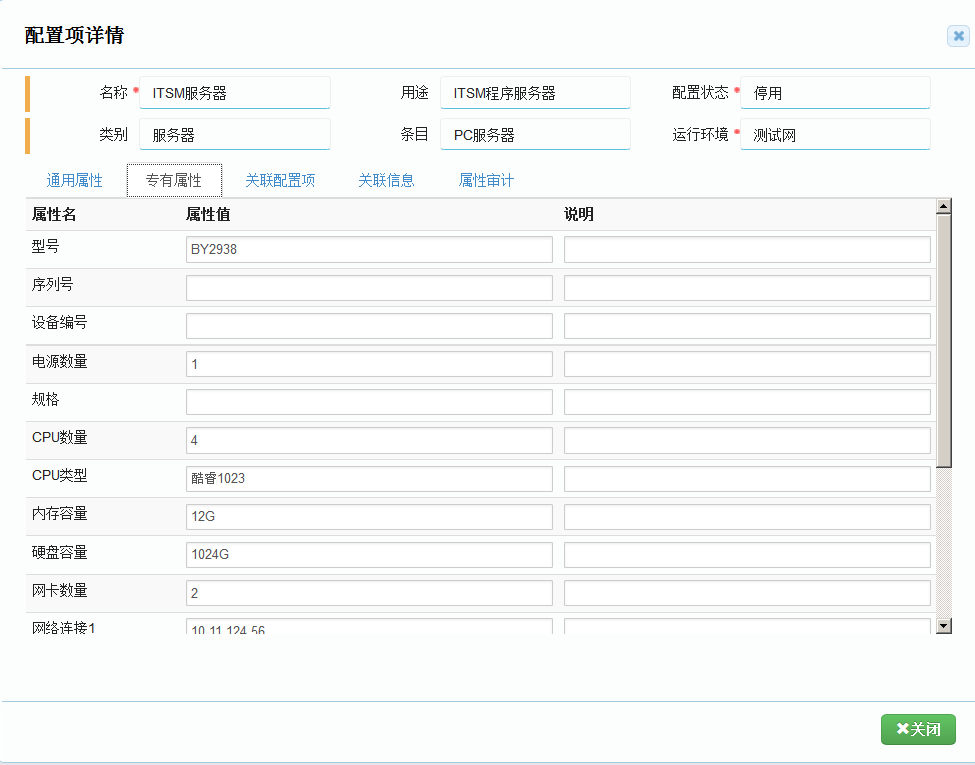 配置项详情
名称 * ITSM服务器 用途 ITSM程序服务器 配置状态 * 停用
类别 服务器 条目 PC服务器 运行环境 * 测试网
通用属性 专有属性 关联配置项 关联信息 属性审计
属性名 属性值 说明
型号 BY2938
序列号
设备编号
电源数量 1
规格
CPU数量 4
CPU类型 酷睿1023
内存容量 12G
硬盘容量 1024G
网卡数量 2
网络连接1 10.11.124.56
关闭